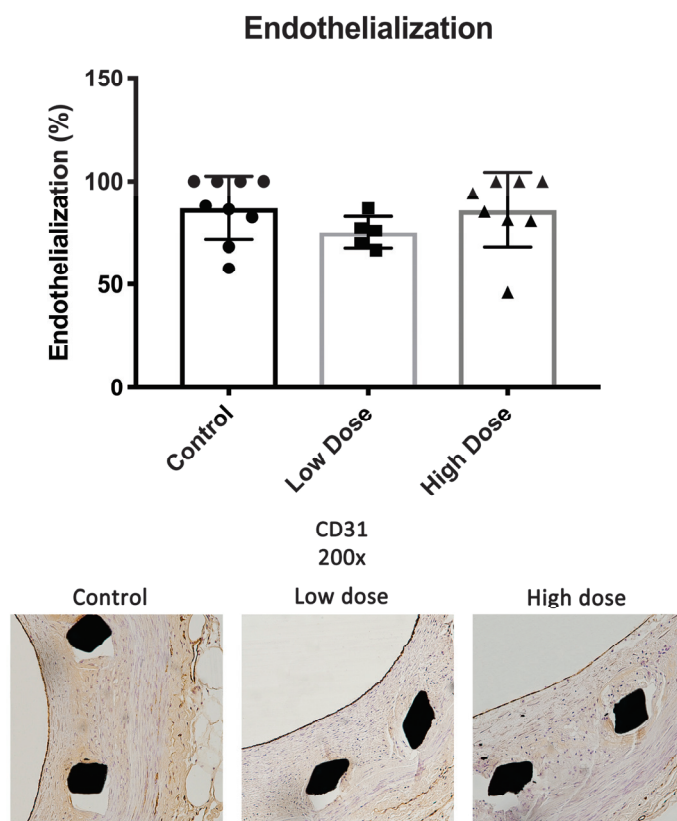 Endothelialization
Endothelialization (%)
150
100
50
0
Control
Low Dose
High Dose
CD31
200x
Control
Low dose
High dose